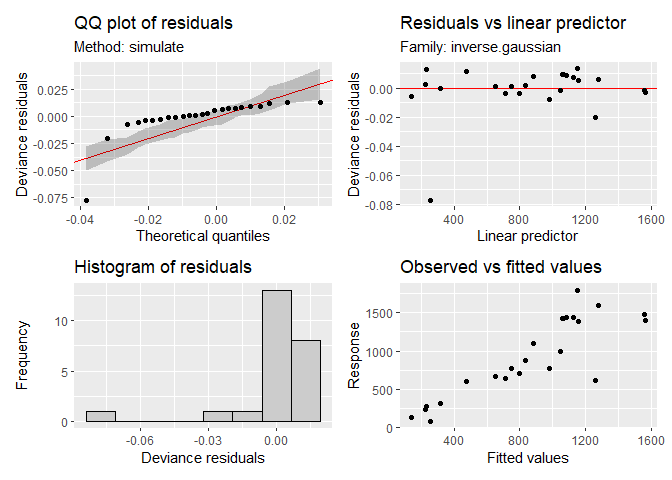 QQ plot of residuals
Method: simulate
Deviance residuals
0.025
0.000
-0.025
-0.050
-0.075
-0.04
-0.02
0.00
0.02
Theoretical quantiles
Residuals vs linear predictor
Family: inverse.gaussian
Deviance residuals
0.00
-0.02
-0.04
-0.06
-0.08
400
800
1200
1600
Linear predictor
Histogram of residuals
Frequency
10
5
0
-0.06
-0.03
0.00
Deviance residuals
Observed vs fitted values
Response
1500
1000
500
0
400
800
1200
1600
Fitted values